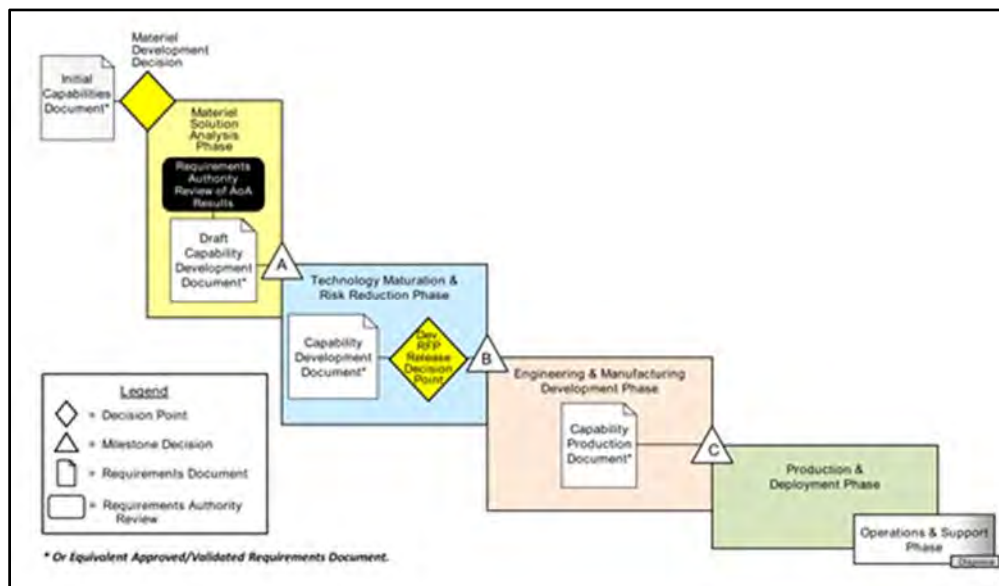 Materiel
Development
Decision
Initial
Capabilities
Document*
Materiel
Solution
Analysis
Phase
Requirements
Authority
Review of AoA
Results
Draft
Capability
Development
Document*
A
Technology Maturation &
Risk Reduction Phase
Capability
Development
Document*
Dev
RFP
Release
Decision
Point
B
Engineering & Manufacturing
Development Phase
Capability
Production
Document*
C
Production &
Deployment Phase
Operations & Support
Phase
Disposal
Legend
= Decision Point
= Milestone Decision
= Requirements Document
= Requirements Authority
Review
* Or Equivalent Approved/Validated Requirements Document.